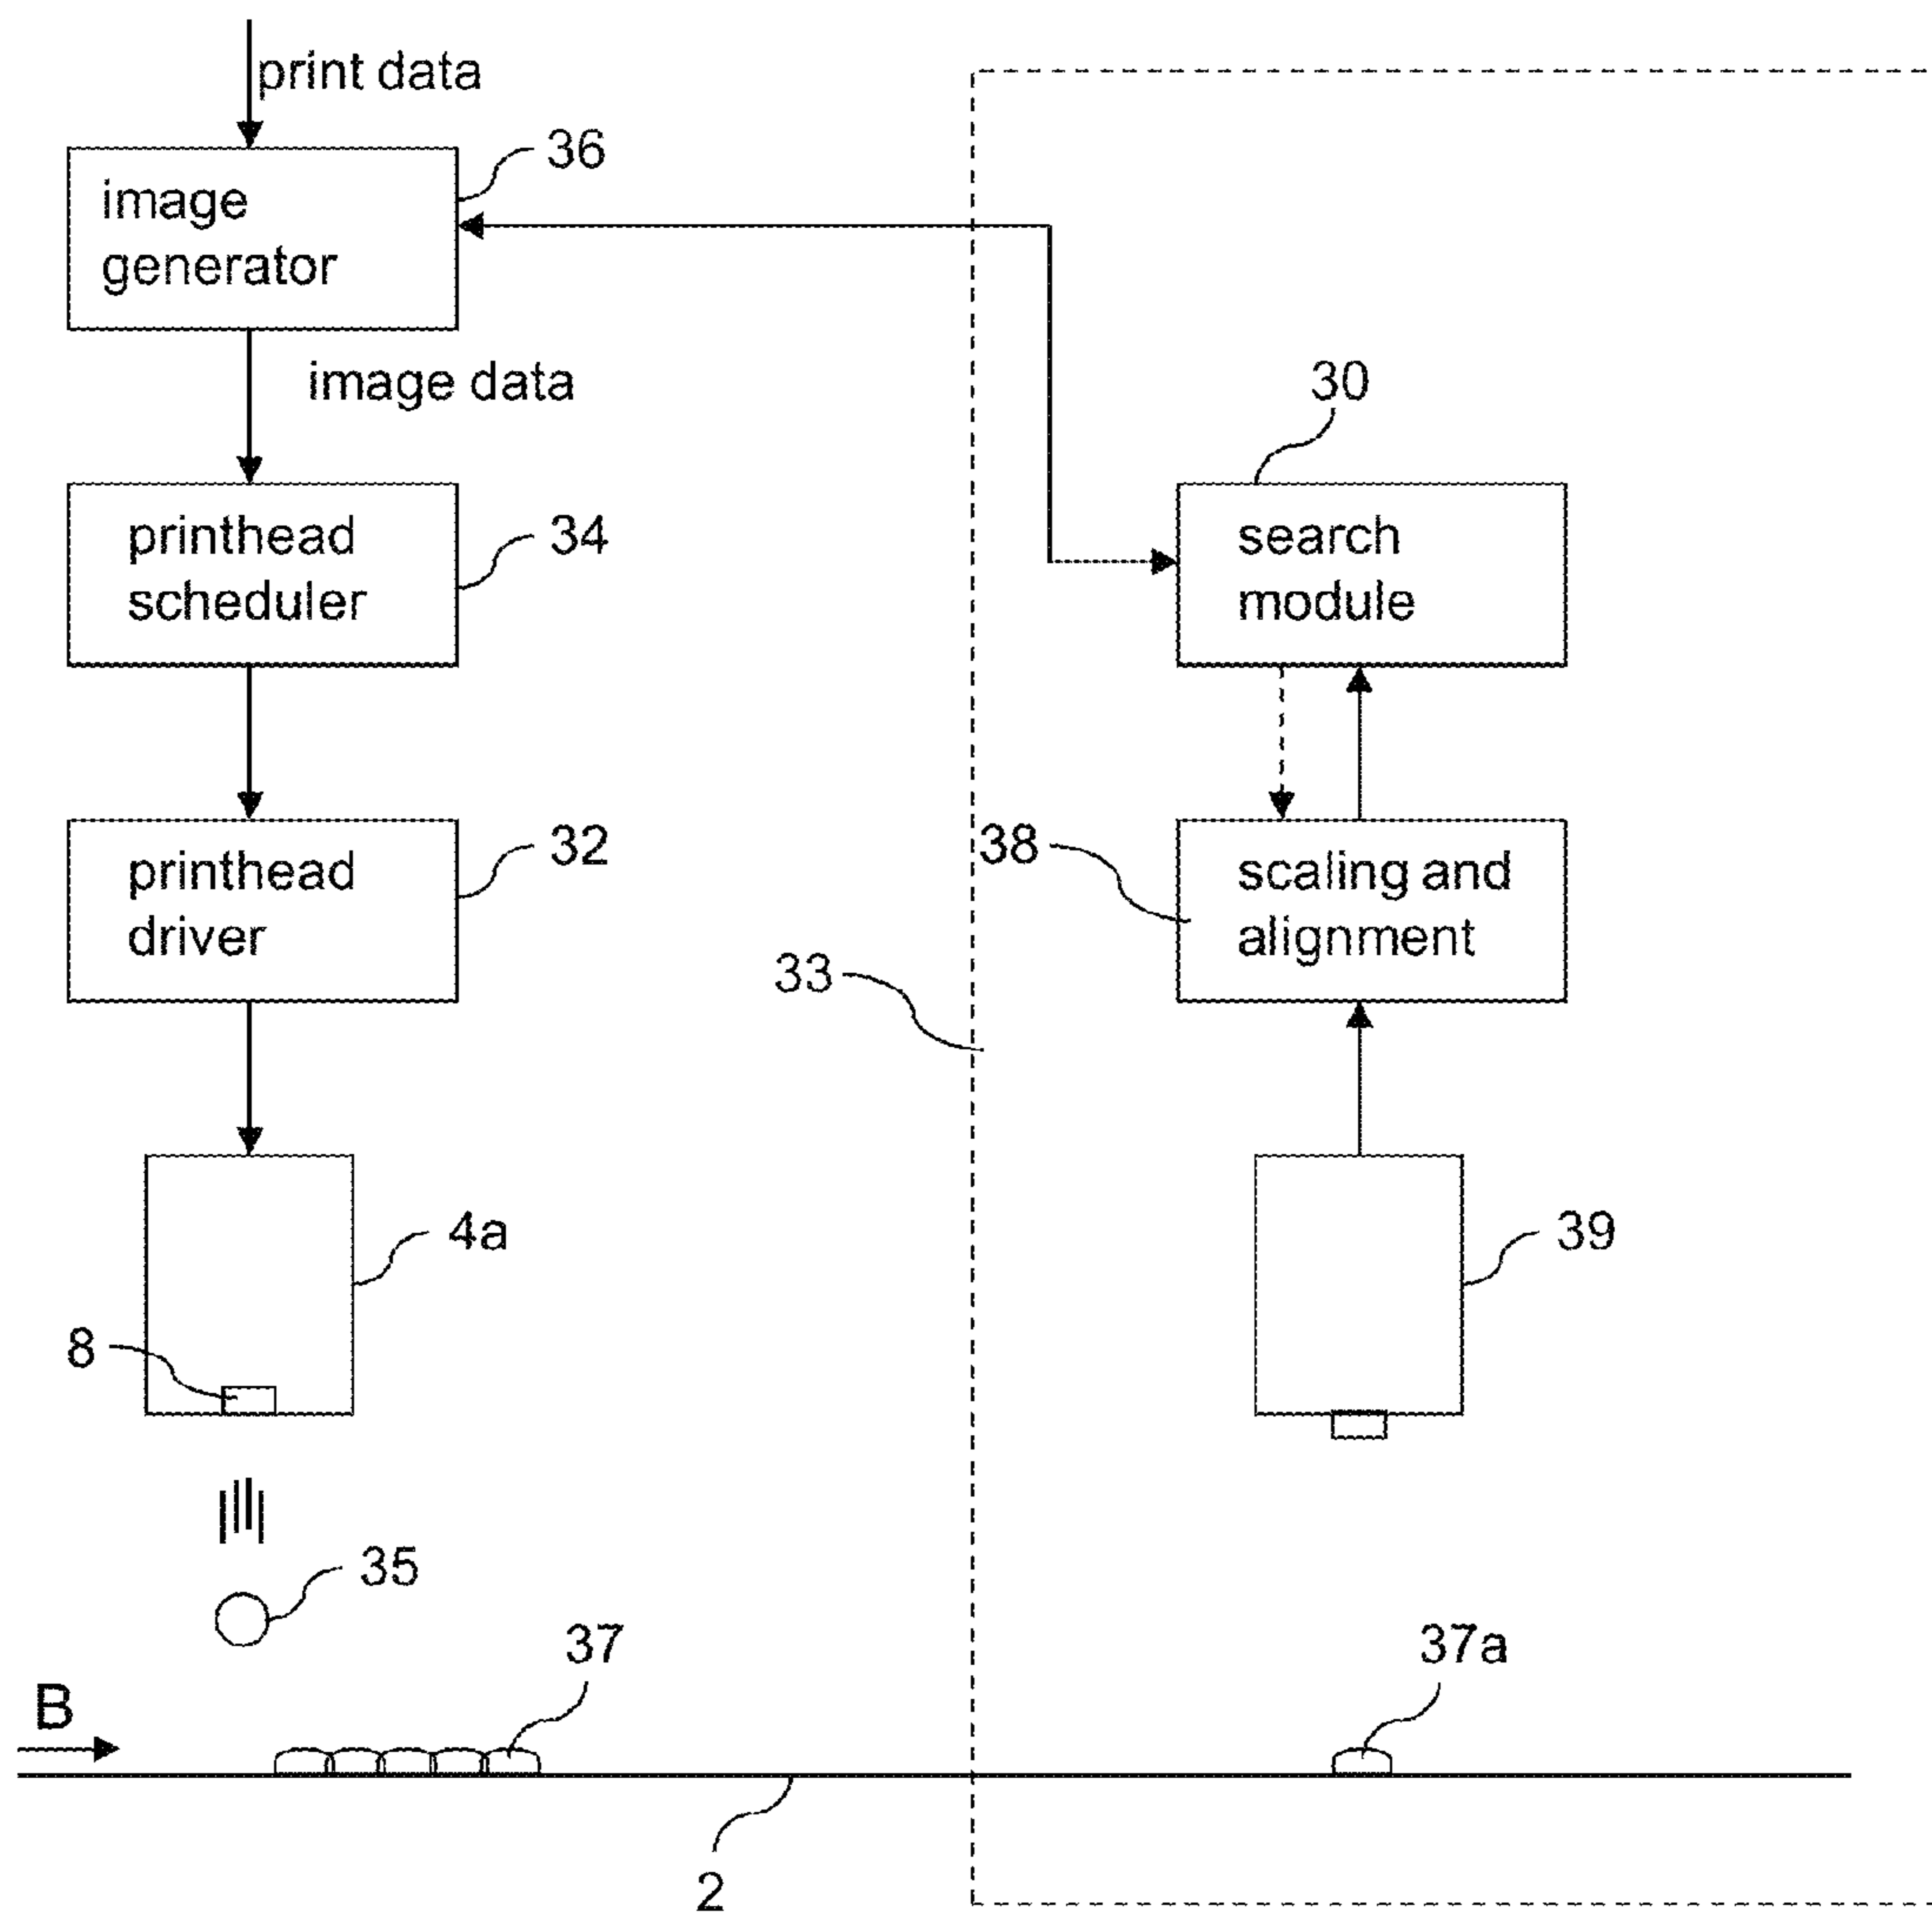 print data
36
image
generator
image data
30
printhead
scheduler
34
search
module
printhead
driver
32
38
scaling and
alignment
33
4a
39
8
35
37
37a
B
2